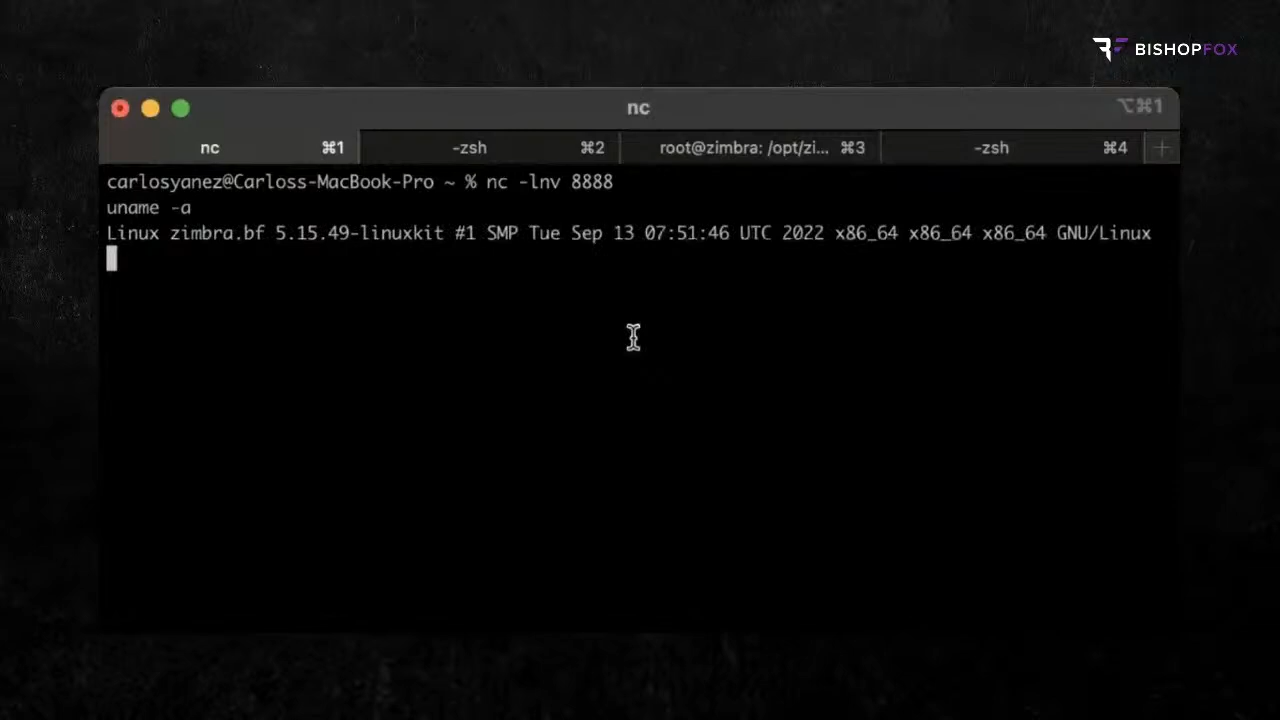 BISHOPFOX
nc
⌥⌘1
nc ⌘1
-zsh ⌘2
root@zimbra: /opt/zi... ⌘3
-zsh ⌘4
carlosyanez@Carloss-MacBook-Pro ~ % nc -lnv 8888
uname -a
Linux zimbra.bf 5.15.49-linuxkit #1 SMP Tue Sep 13 07:51:46 UTC 2022 x86_64 x86_64 x86_64 GNU/Linux